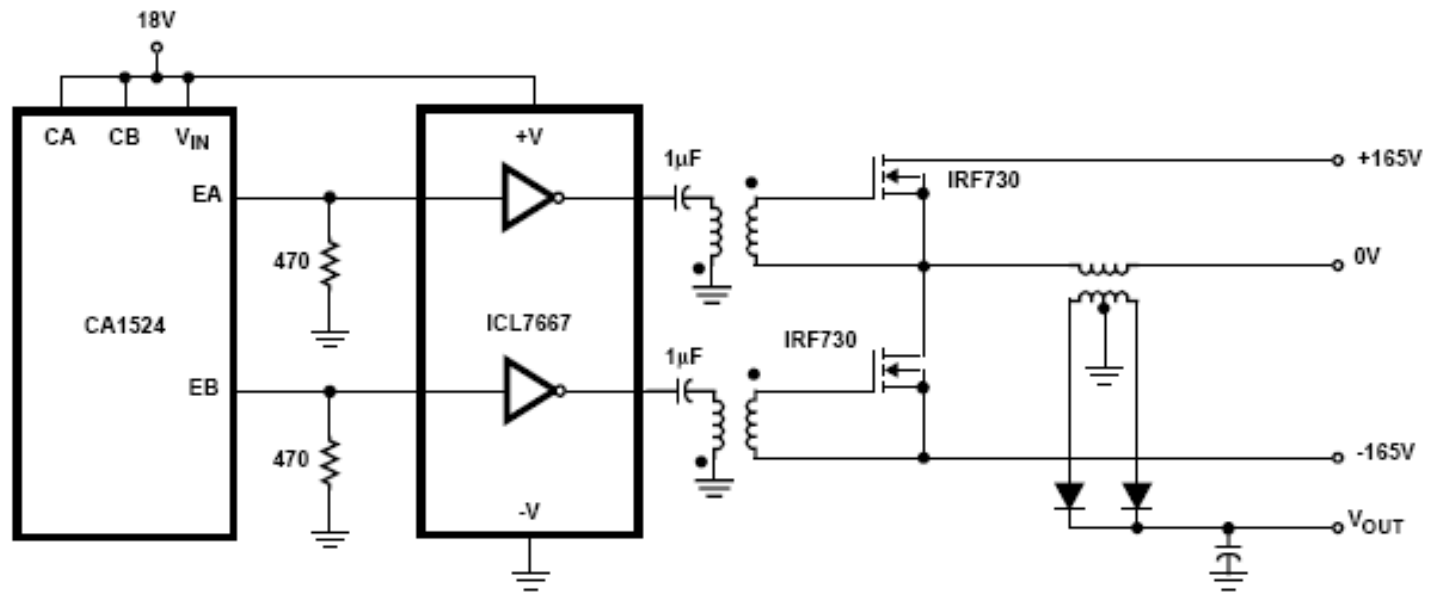 18V
CA CB VIN
EA
470
CA1524
EB
470
+V
ICL7667
-V
1μF
1μF
IRF730
IRF730
+165V
0V
-165V
VOUT